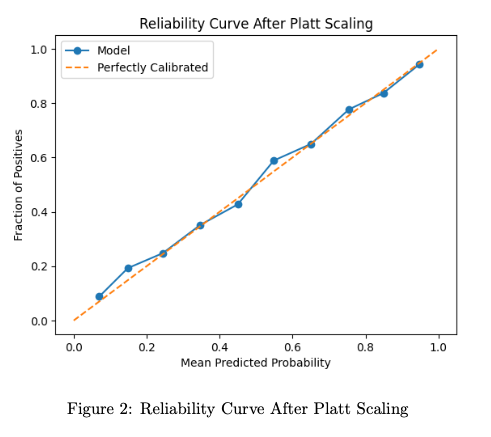 Reliability Curve After Platt Scaling
Model
Perfectly Calibrated
1.0
0.8
0.6
0.4
0.2
0.0
Fraction of Positives
0.0 0.2 0.4 0.6 0.8 1.0
Mean Predicted Probability
Figure 2: Reliability Curve After Platt Scaling